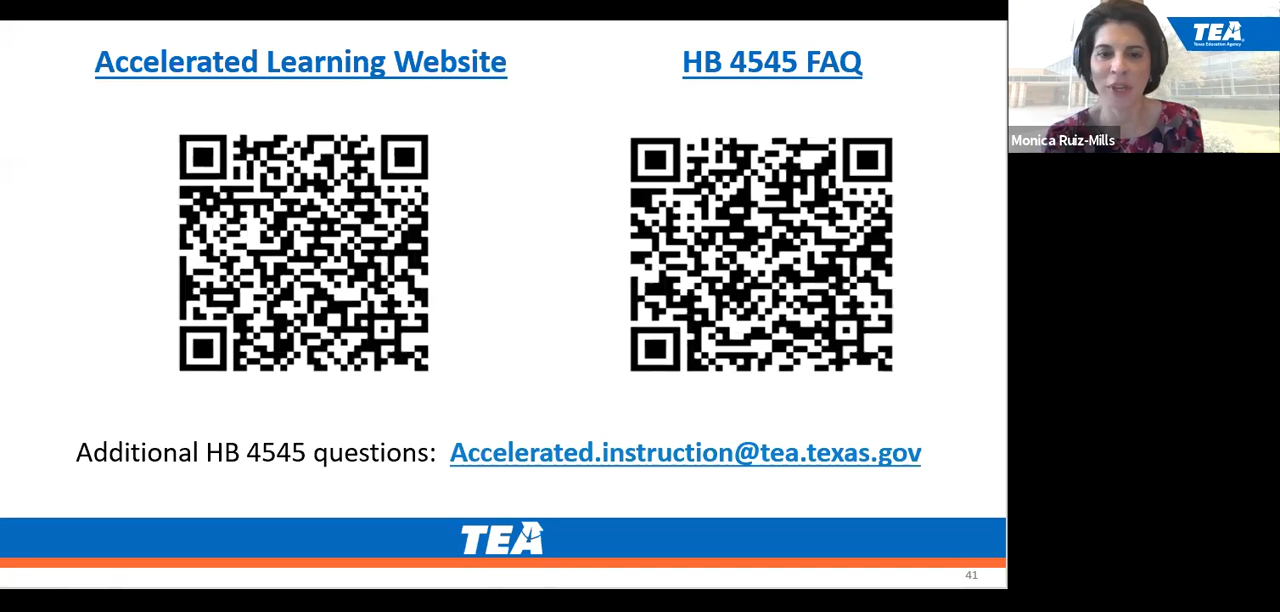 Accelerated Learning Website
HB 4545 FAQ
TEA
Texas Education Agency
Monica Ruiz-Mills
Additional HB 4545 questions: Accelerated.instruction@tea.texas.gov
TEA
41